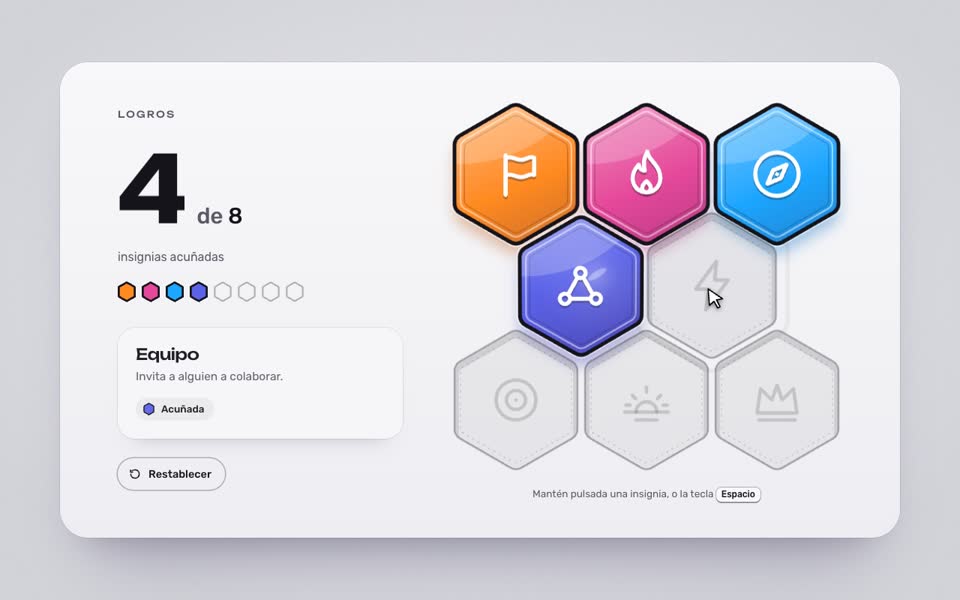 LOGROS
4 de 8
insignias acuñadas
Equipo
Invita a alguien a colaborar.
Acuñada
Restablecer
Mantén pulsada una insignia, o la tecla Espacio